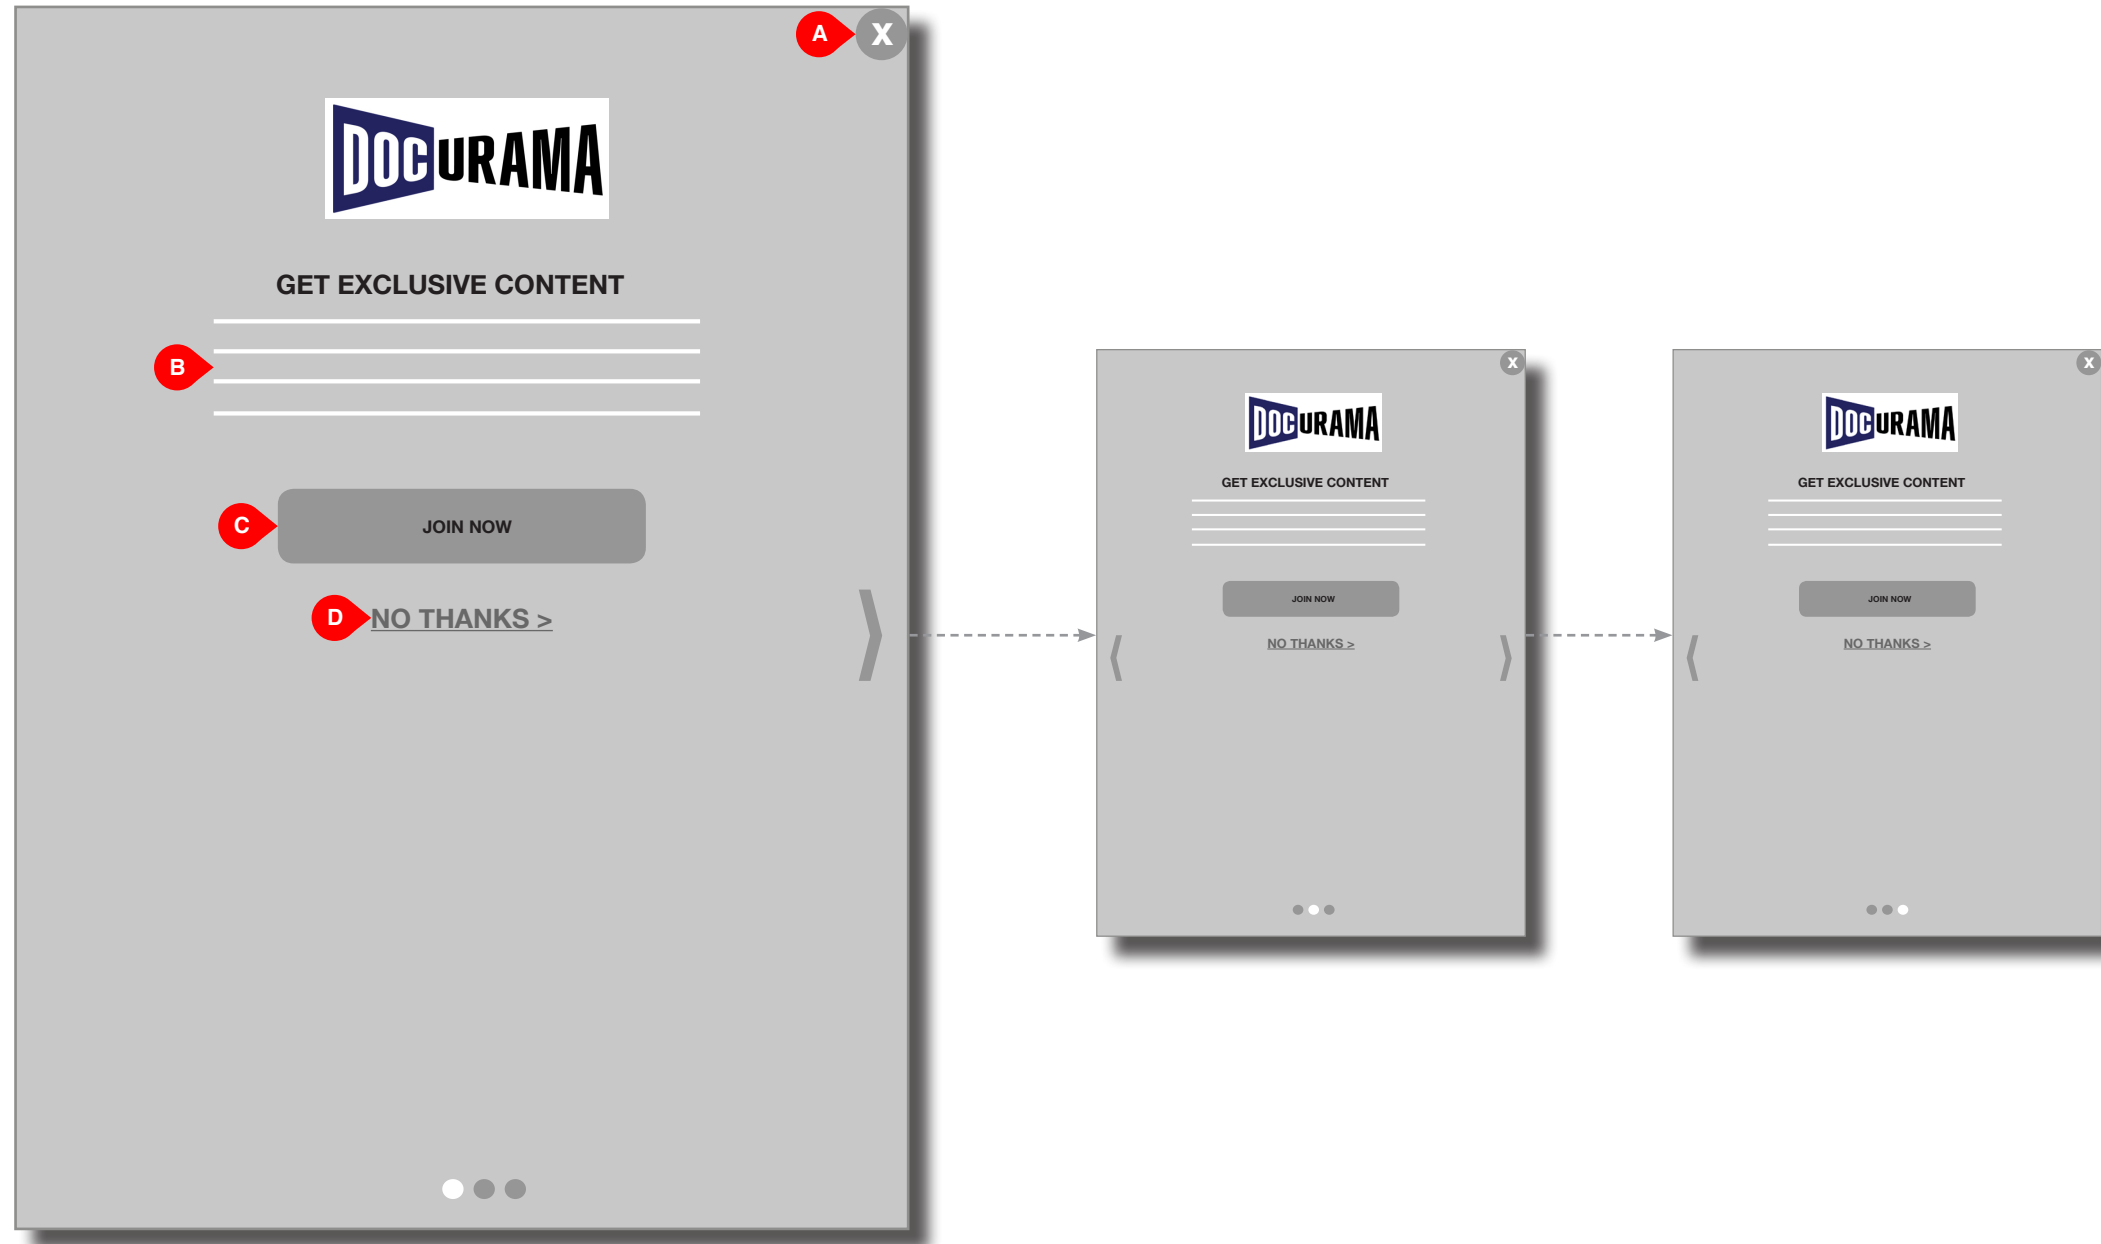 A
X
DOCURAMA
GET EXCLUSIVE CONTENT
B
C
JOIN NOW
D
NO THANKS >
X
DOCURAMA
GET EXCLUSIVE CONTENT
JOIN NOW
NO THANKS >
X
DOCURAMA
GET EXCLUSIVE CONTENT
JOIN NOW
NO THANKS >